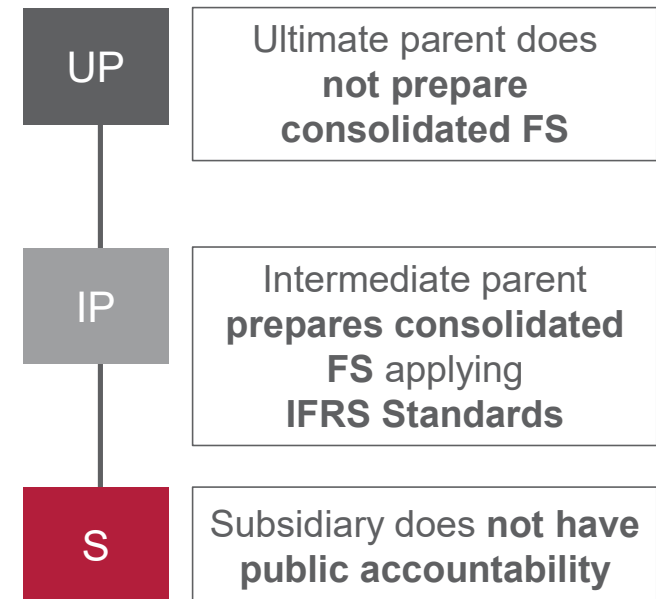 UP
Ultimate parent does
not prepare
consolidated FS
IP
Intermediate parent
prepares consolidated
FS applying
IFRS Standards
S
Subsidiary does not have
public accountability